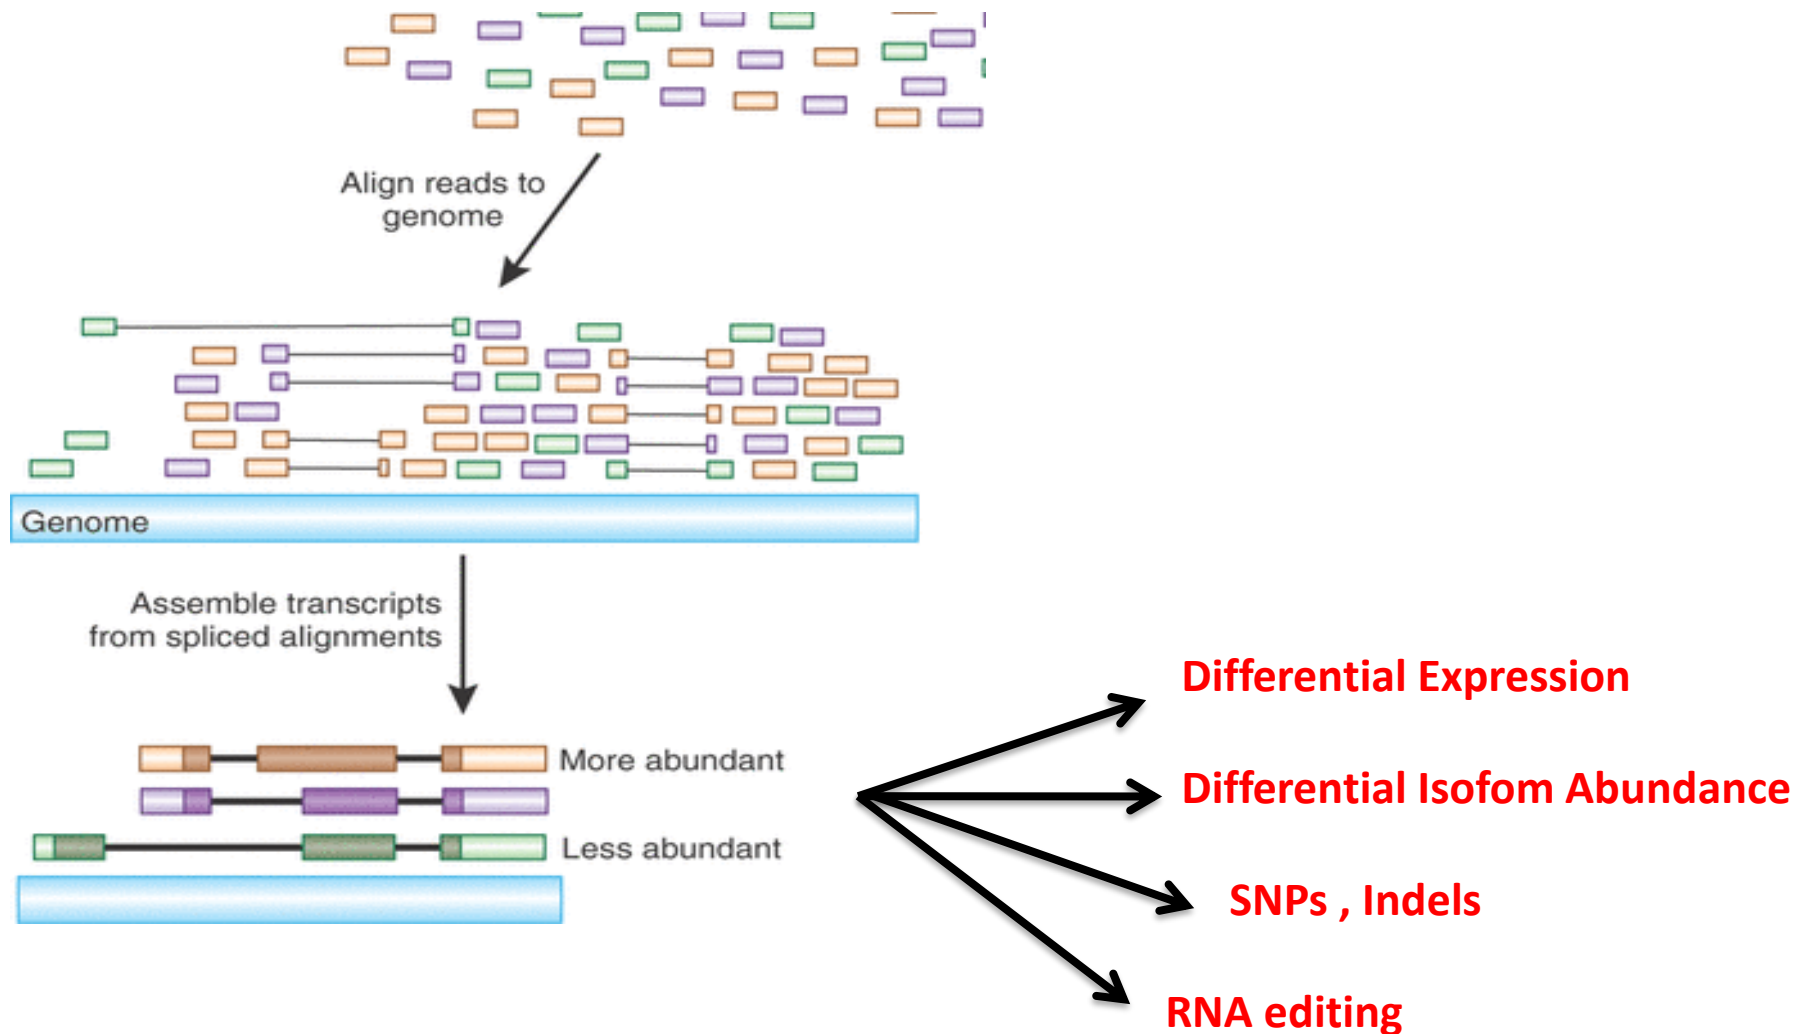 Align reads to
genome
Genome
Assemble transcripts
from spliced alignments
More abundant
Less abundant
Differential Expression
Differential Isofom Abundance
SNPs , Indels
RNA editing